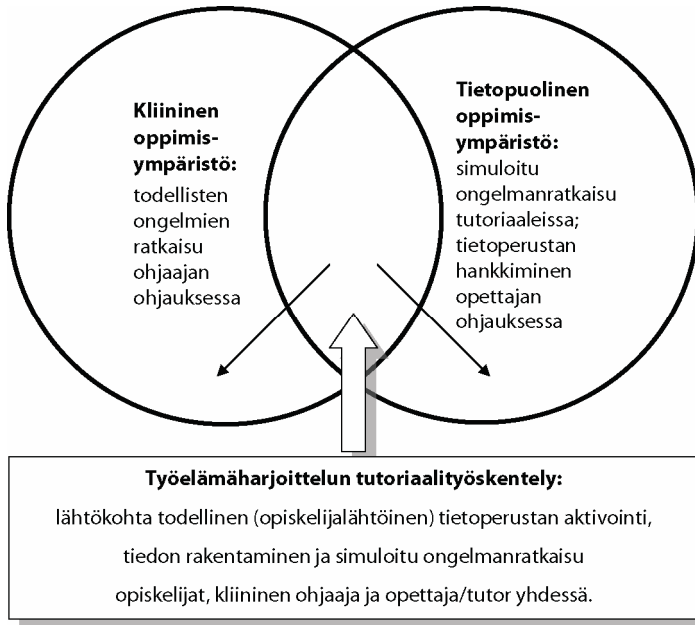 Kliininen
oppimis-
ympäristö:
todellisten
ongelmien
ratkaisu
ohjaajan
ohjauksessa
Tietopuolinen
oppimis-
ympäristö:
simuloitu
ongelmanratkaisu
tutoriaaleissa;
tietoperustan
hankkiminen
opettajan
ohjauksessa
Työelämäharjoittelun tutoriaalityöskentely:
lähtökohta todellinen (opiskelijalähtöinen) tietoperustan aktivointi,
tiedon rakentaminen ja simuloitu ongelmanratkaisu
opiskelijat, kliininen ohjaaja ja opettaja/tutor yhdessä.